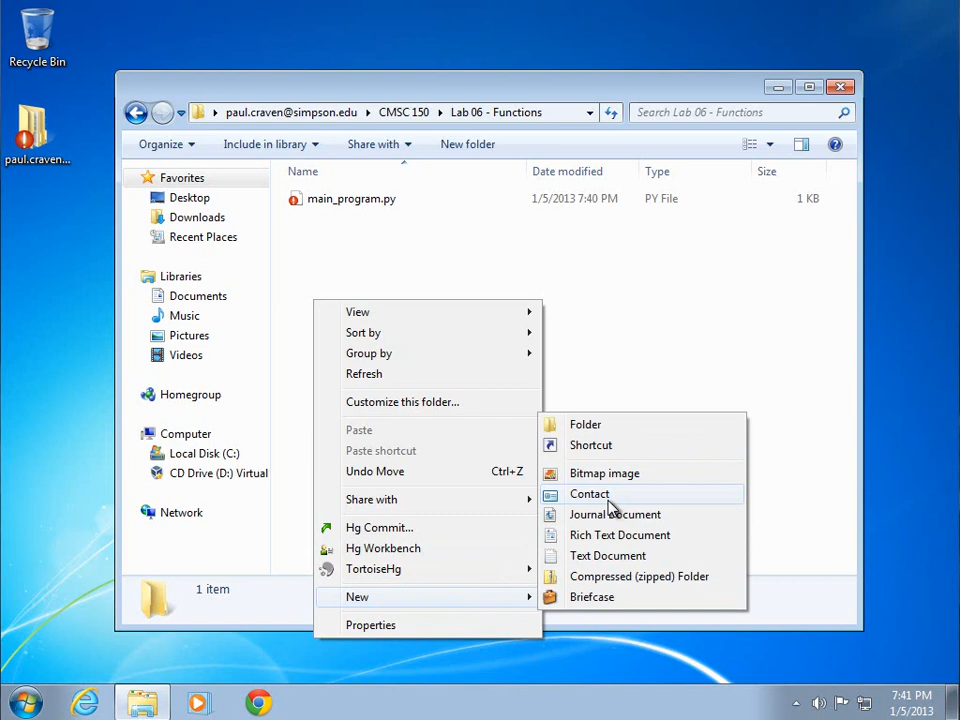 Recycle Bin
paul.craven...
paul.craven@simpson.edu CMSC 150 Lab 06 - Functions
Search Lab 06 - Functions
Organize Include in library Share with New folder
Name Date modified Type Size
main_program.py 1/5/2013 7:40 PM PY File 1 KB
Favorites
Desktop
Downloads
Recent Places
Libraries
Documents
Music
Pictures
Videos
Homegroup
Computer
Local Disk (C:)
CD Drive (D:) Virtual
Network
1 item
View
Sort by
Group by
Refresh
Customize this folder...
Paste
Paste shortcut
Undo Move Ctrl+Z
Share with
Hg Commit...
Hg Workbench
TortoiseHg
New
Properties
Folder
Shortcut
Bitmap image
Contact
Journal Document
Rich Text Document
Text Document
Compressed (zipped) Folder
Briefcase
7:41 PM
1/5/2013